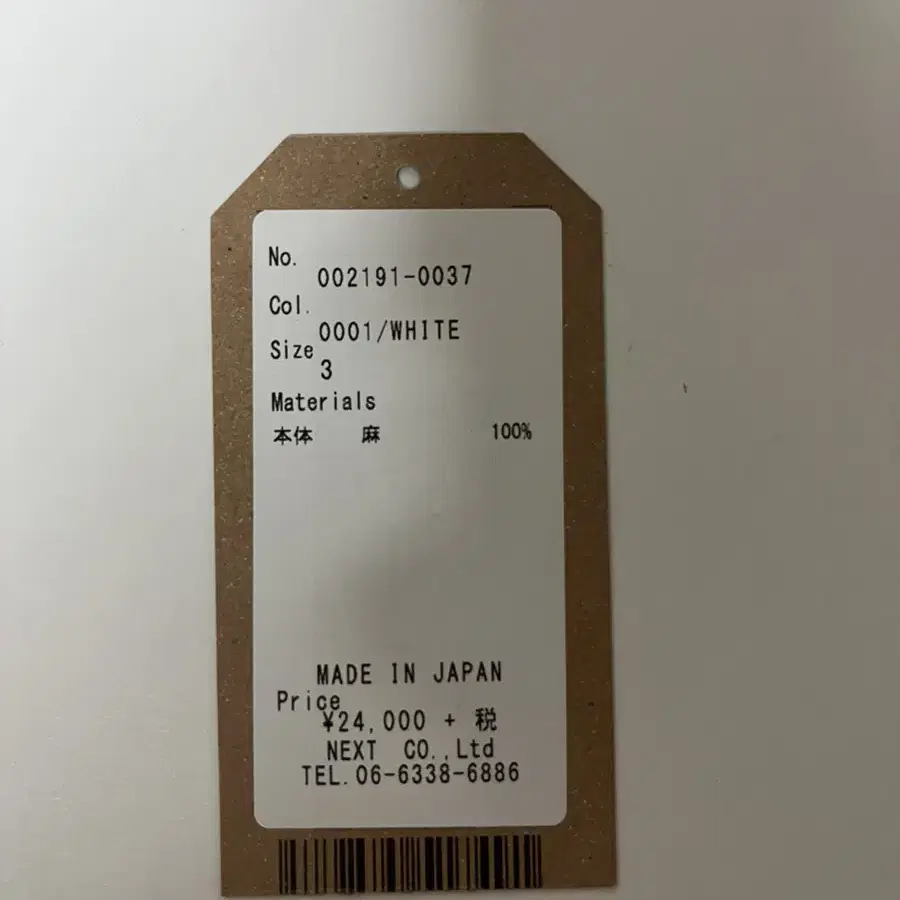 No.
002191-0037
Col.
0001/WHITE
Size
3
Materials
本体 麻 100%
MADE IN JAPAN
Price
¥24,000 + 税
NEXT CO.,Ltd
TEL.06-6338-6886